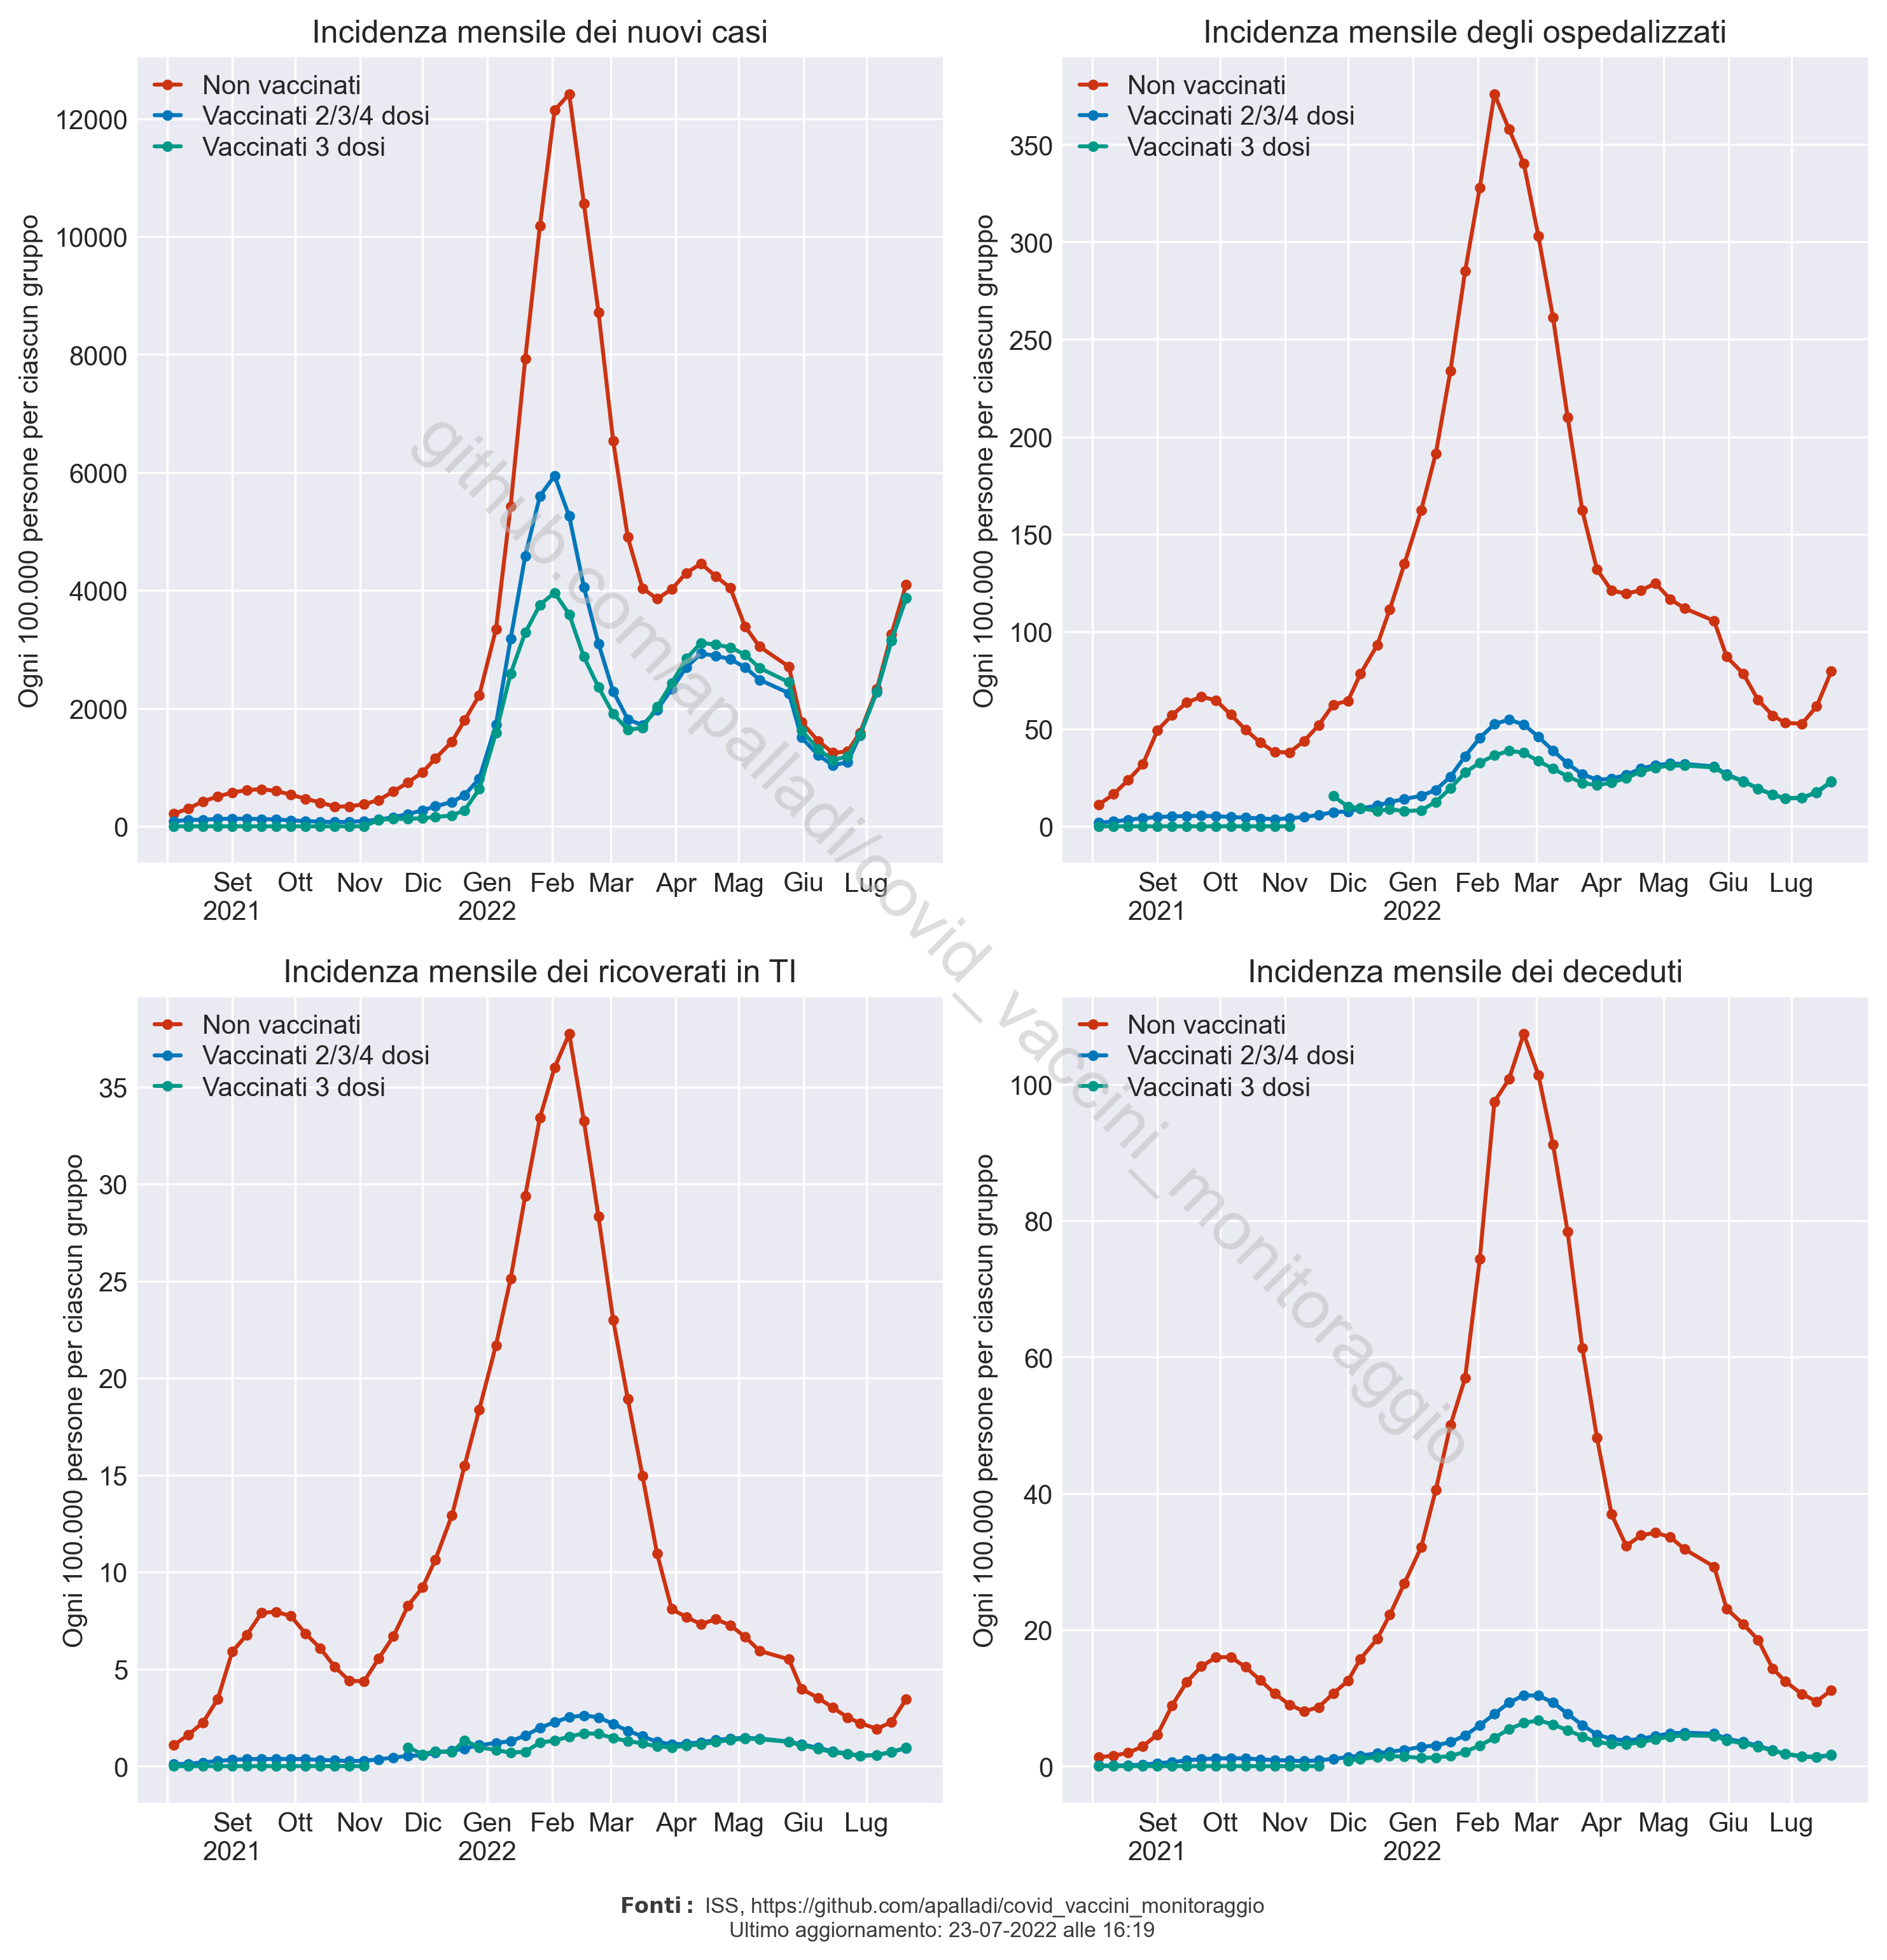 Incidenza mensile dei nuovi casi
Non vaccinati
Vaccinati 2/3/4 dosi
Vaccinati 3 dosi
Ogni 100.000 persone per ciascun gruppo
12000
10000
8000
6000
4000
2000
0
Set Ott Nov Dic Gen Feb Mar Apr Mag Giu Lug
2021 2022
Incidenza mensile degli ospedalizzati
Non vaccinati
Vaccinati 2/3/4 dosi
Vaccinati 3 dosi
Ogni 100.000 persone per ciascun gruppo
350
300
250
200
150
100
50
0
Set Ott Nov Dic Gen Feb Mar Apr Mag Giu Lug
2021 2022
Incidenza mensile dei ricoverati in TI
Non vaccinati
Vaccinati 2/3/4 dosi
Vaccinati 3 dosi
Ogni 100.000 persone per ciascun gruppo
35
30
25
20
15
10
5
0
Set Ott Nov Dic Gen Feb Mar Apr Mag Giu Lug
2021 2022
Incidenza mensile dei deceduti
Non vaccinati
Vaccinati 2/3/4 dosi
Vaccinati 3 dosi
Ogni 100.000 persone per ciascun gruppo
100
80
60
40
20
0
Set Ott Nov Dic Gen Feb Mar Apr Mag Giu Lug
2021 2022
github.com/apalladi/covid_vaccini_monitoraggio
Fonti: ISS, https://github.com/apalladi/covid_vaccini_monitoraggio
Ultimo aggiornamento: 23-07-2022 alle 16:19